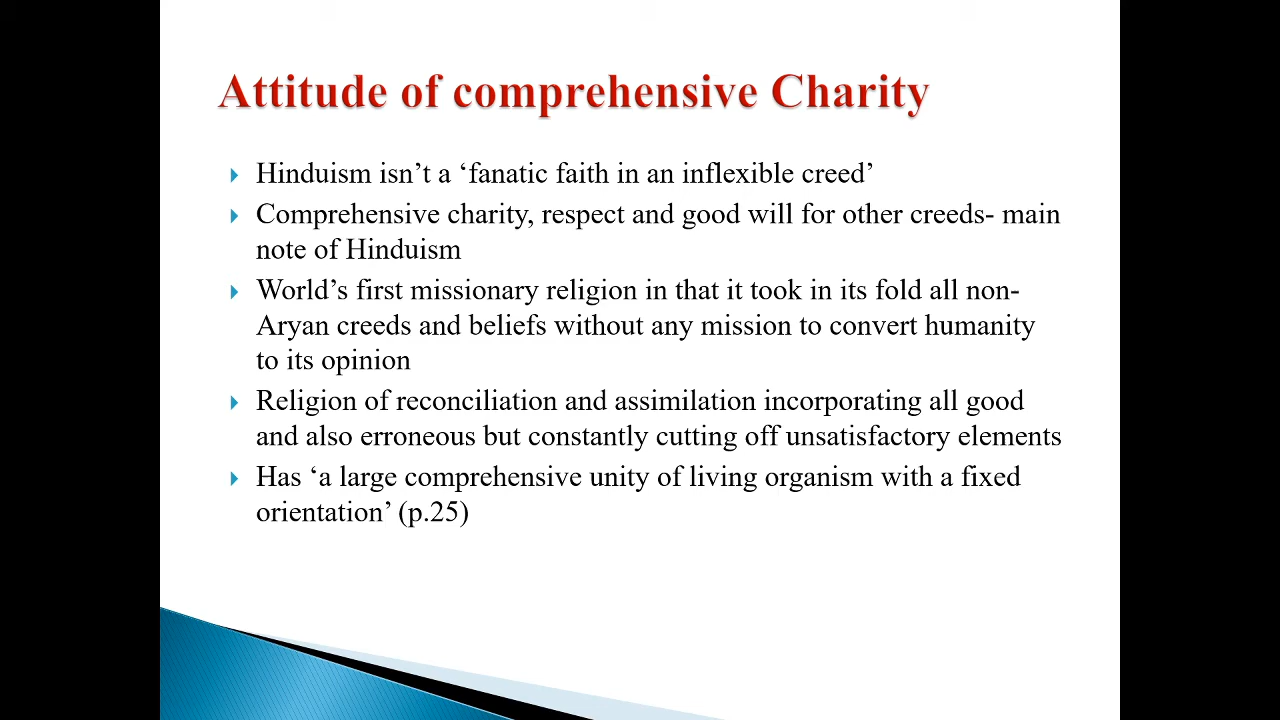 Attitude of comprehensive Charity
Hinduism isn’t a ‘fanatic faith in an inflexible creed’
Comprehensive charity, respect and good will for other creeds- main
note of Hinduism
World’s first missionary religion in that it took in its fold all non-
Aryan creeds and beliefs without any mission to convert humanity
to its opinion
Religion of reconciliation and assimilation incorporating all good
and also erroneous but constantly cutting off unsatisfactory elements
Has ‘a large comprehensive unity of living organism with a fixed
orientation’ (p.25)